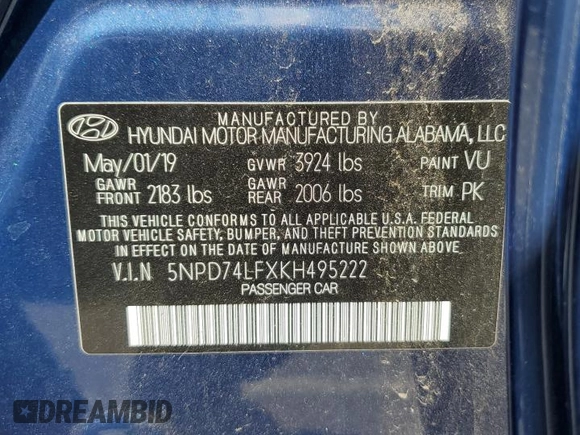 MANUFACTURED BY
HYUNDAI MOTOR MANUFACTURING ALABAMA, LLC
May/01/19 GVWR 3924 lbs PAINT VU
GAWR FRONT 2183 lbs GAWR REAR 2006 lbs TRIM PK
THIS VEHICLE CONFORMS TO ALL APPLICABLE U.S.A. FEDERAL
MOTOR VEHICLE SAFETY, BUMPER, AND THEFT PREVENTION STANDARDS
IN EFFECT ON THE DATE OF MANUFACTURE SHOWN ABOVE.
V.I.N 5NPD74LFXKH495222
PASSENGER CAR
DREAMBID